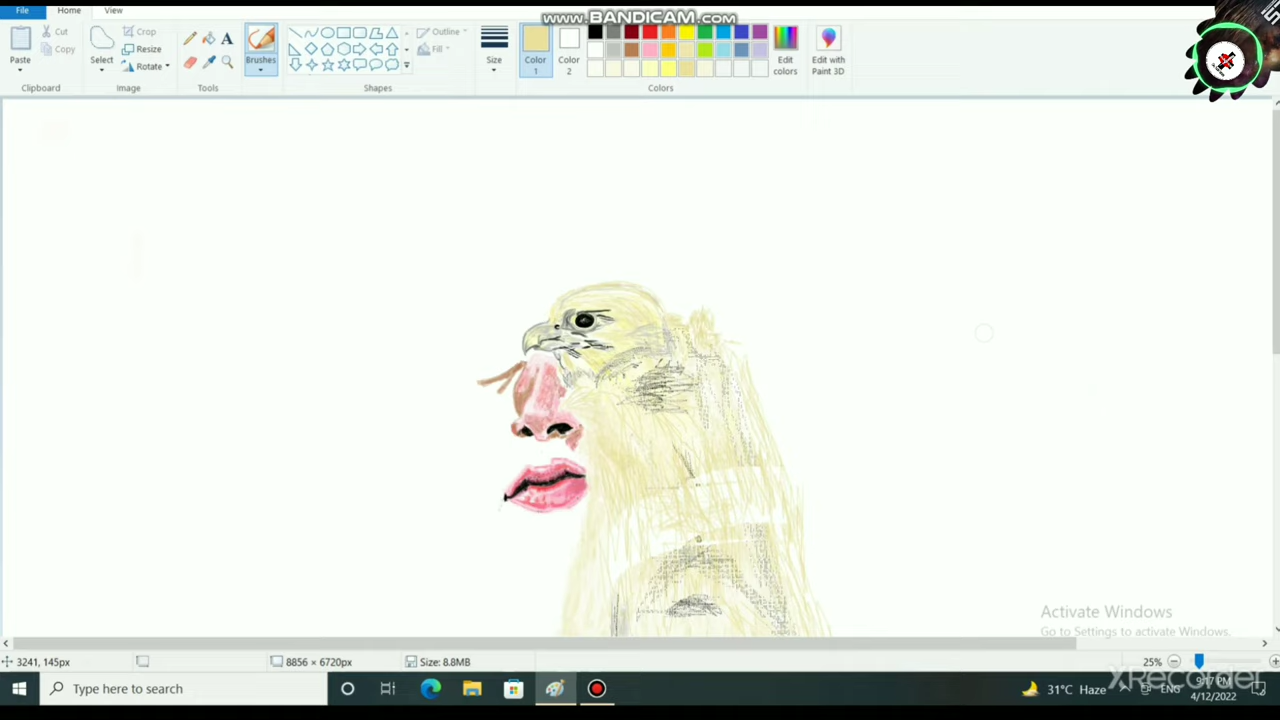 www.BANDICAM.com
File Home View
Paste
Cut
Copy
Clipboard
Select
Crop
Resize
Rotate
Image
A
Tools
Brushes
Shapes
Outline
Fill
Size
Color
1
Color
2
Edit
colors
Edit with
Paint 3D
Colors
Activate Windows
Go to Settings to activate Windows.
3241, 145px
8856 × 6720px
Size: 8.8MB
25%
XRecorder
Type here to search
31°C Haze
ENG
9:17 PM
4/12/2022